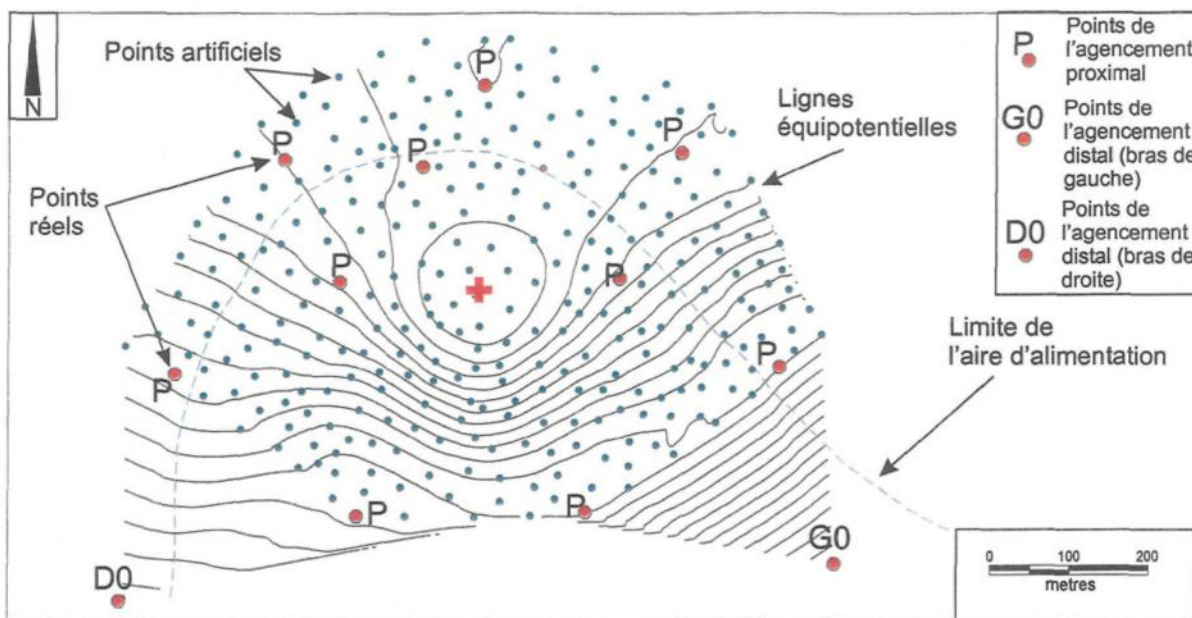 N
Points artificiels
Points
réels
Lignes
équipotentielles
Limite de
l'aire d'alimentation
P
P
P
P
P
P
P
P
P
P
D0
G0
P
Points de
l'agencement
proximal
G0
Points de
l'agencement
distal (bras de
gauche)
D0
Points de
l'agencement
distal (bras de
droite)
0 100 200
metres